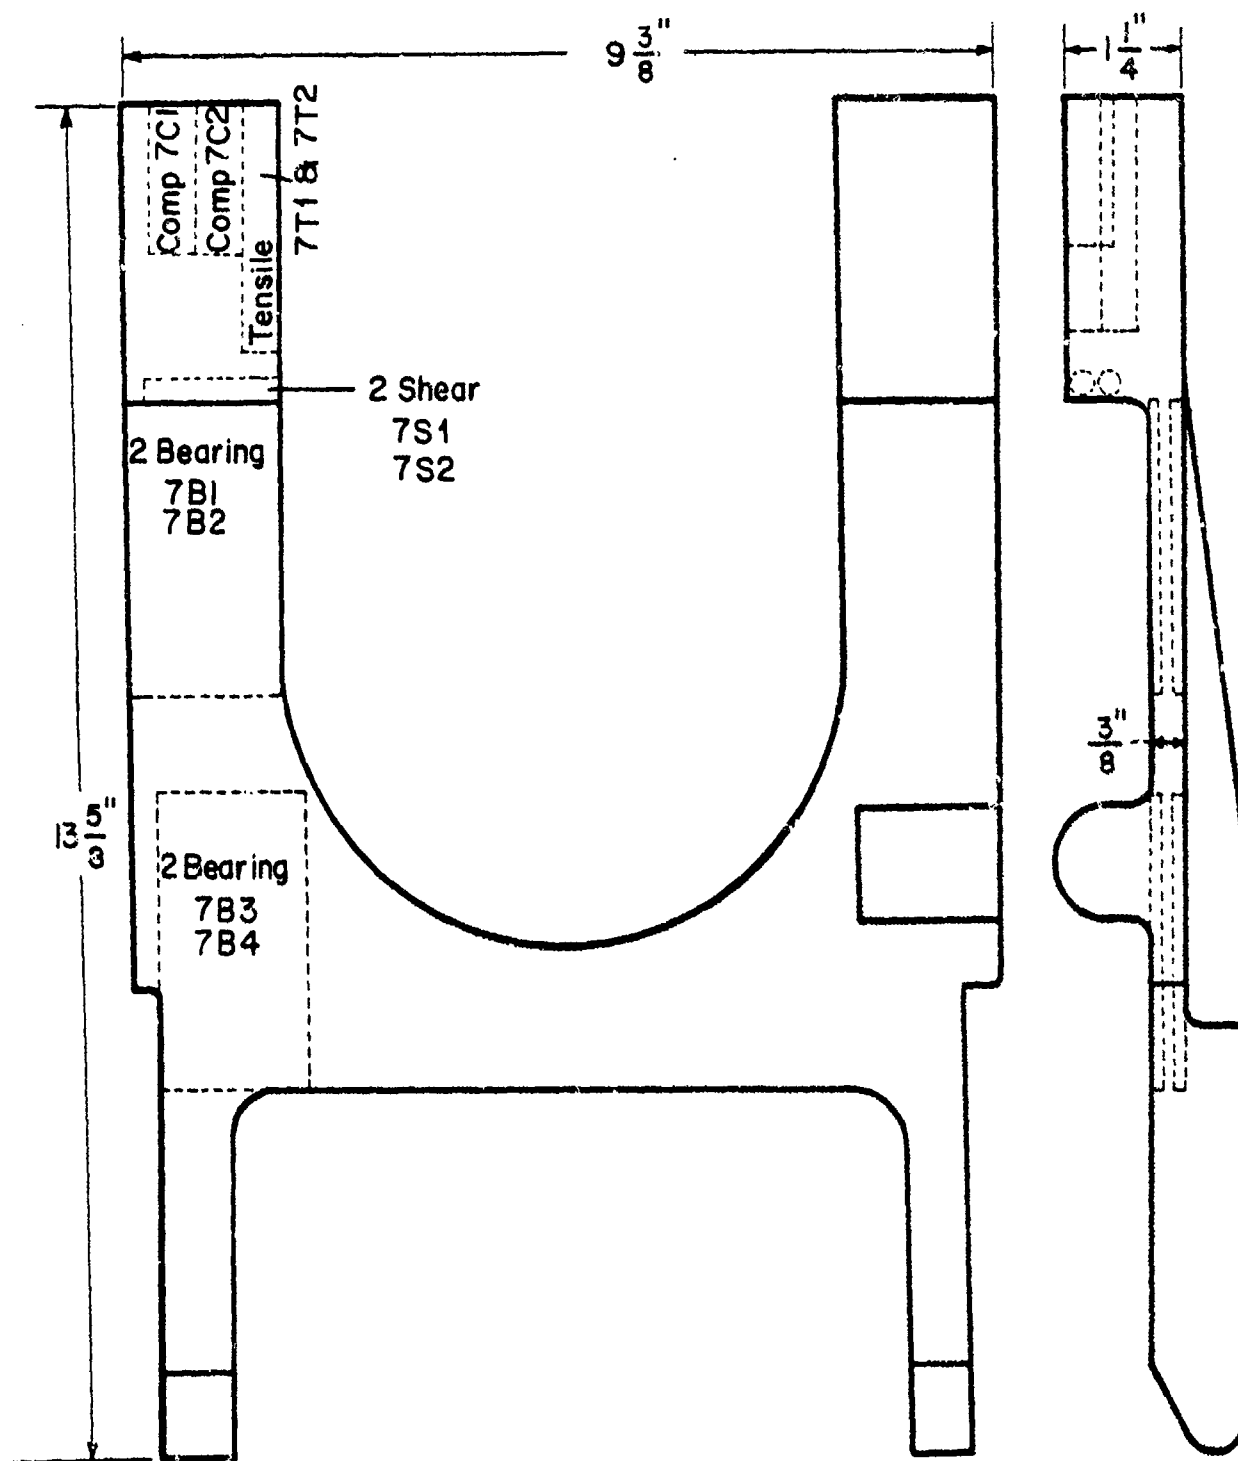 9 3/8"
1 1/4"
Comp 7C1
Comp 7C2
7T1 & 7T2
Tensile
2 Shear
7S1
7S2
2 Bearing
7B1
7B2
3/8"
13 5/8"
2 Bearing
7B3
7B4